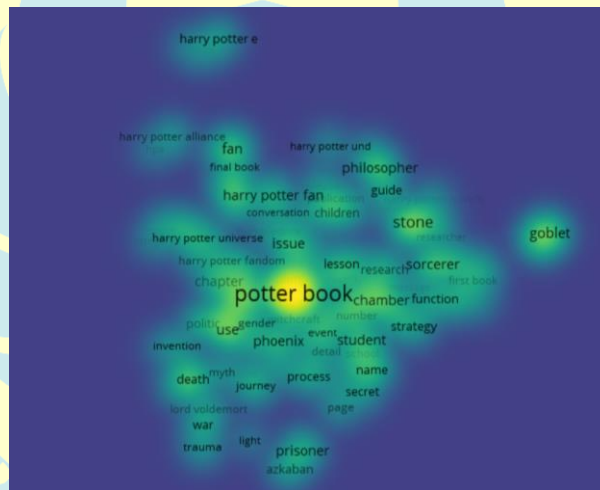 harry potter e
harry potter alliance
fan
harry potter und
final book
philosopher
guide
harry potter fan
conversation children
stone
researcher
goblet
harry potter universe
issue
harry potter fandom
lesson research sorcerer
chapter
first book
potter book chamber function
number
politic use gender witchcraft
event
strategy
phoenix
student
invention
detail school
death myth
journey
process
name
secret
lord voldemort
page
war
trauma
light
prisoner
azkaban